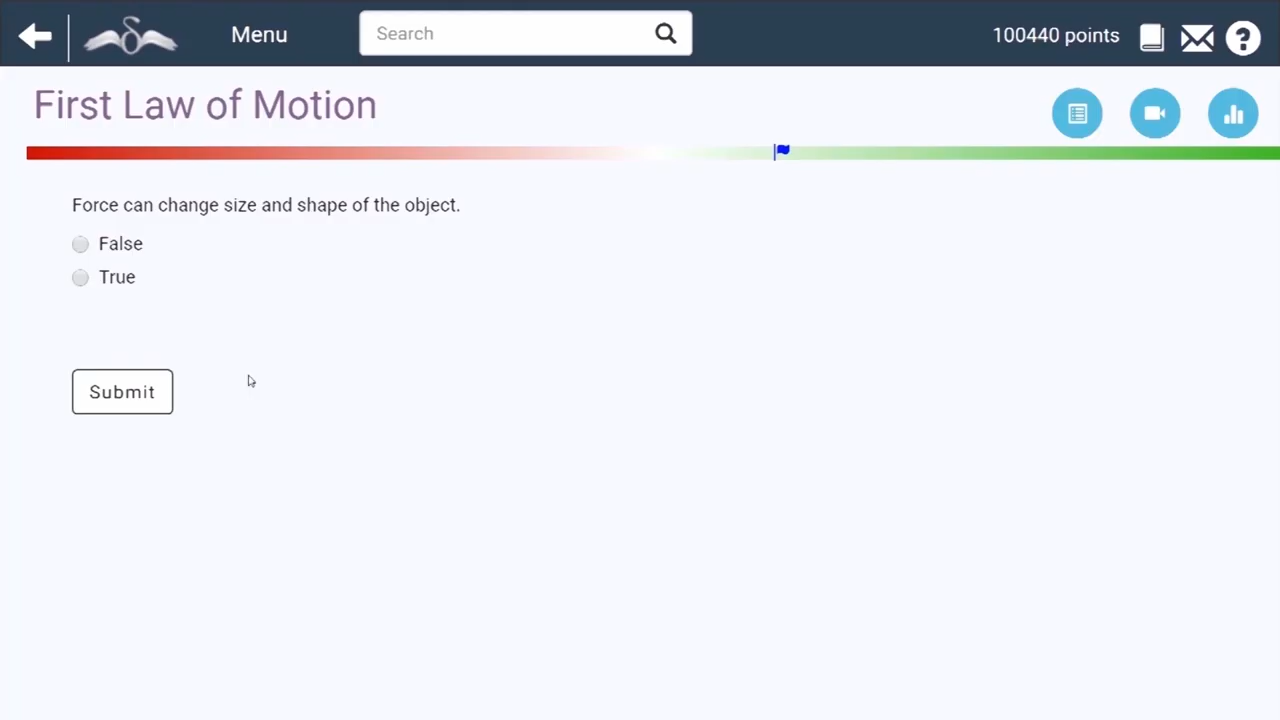 Menu
Search
100440 points
?
First Law of Motion
Force can change size and shape of the object.
False
True
Submit